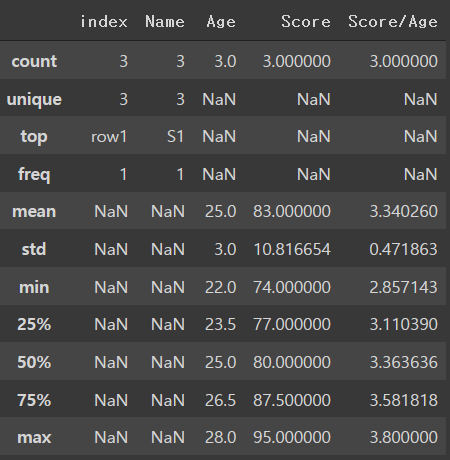 index Name Age Score Score/Age
count 3 3 3.0 3.000000 3.000000
unique 3 3 NaN NaN NaN
top row1 S1 NaN NaN NaN
freq 1 1 NaN NaN NaN
mean NaN NaN 25.0 83.000000 3.340260
std NaN NaN 3.0 10.816654 0.471863
min NaN NaN 22.0 74.000000 2.857143
25% NaN NaN 23.5 77.000000 3.110390
50% NaN NaN 25.0 80.000000 3.363636
75% NaN NaN 26.5 87.500000 3.581818
max NaN NaN 28.0 95.000000 3.800000